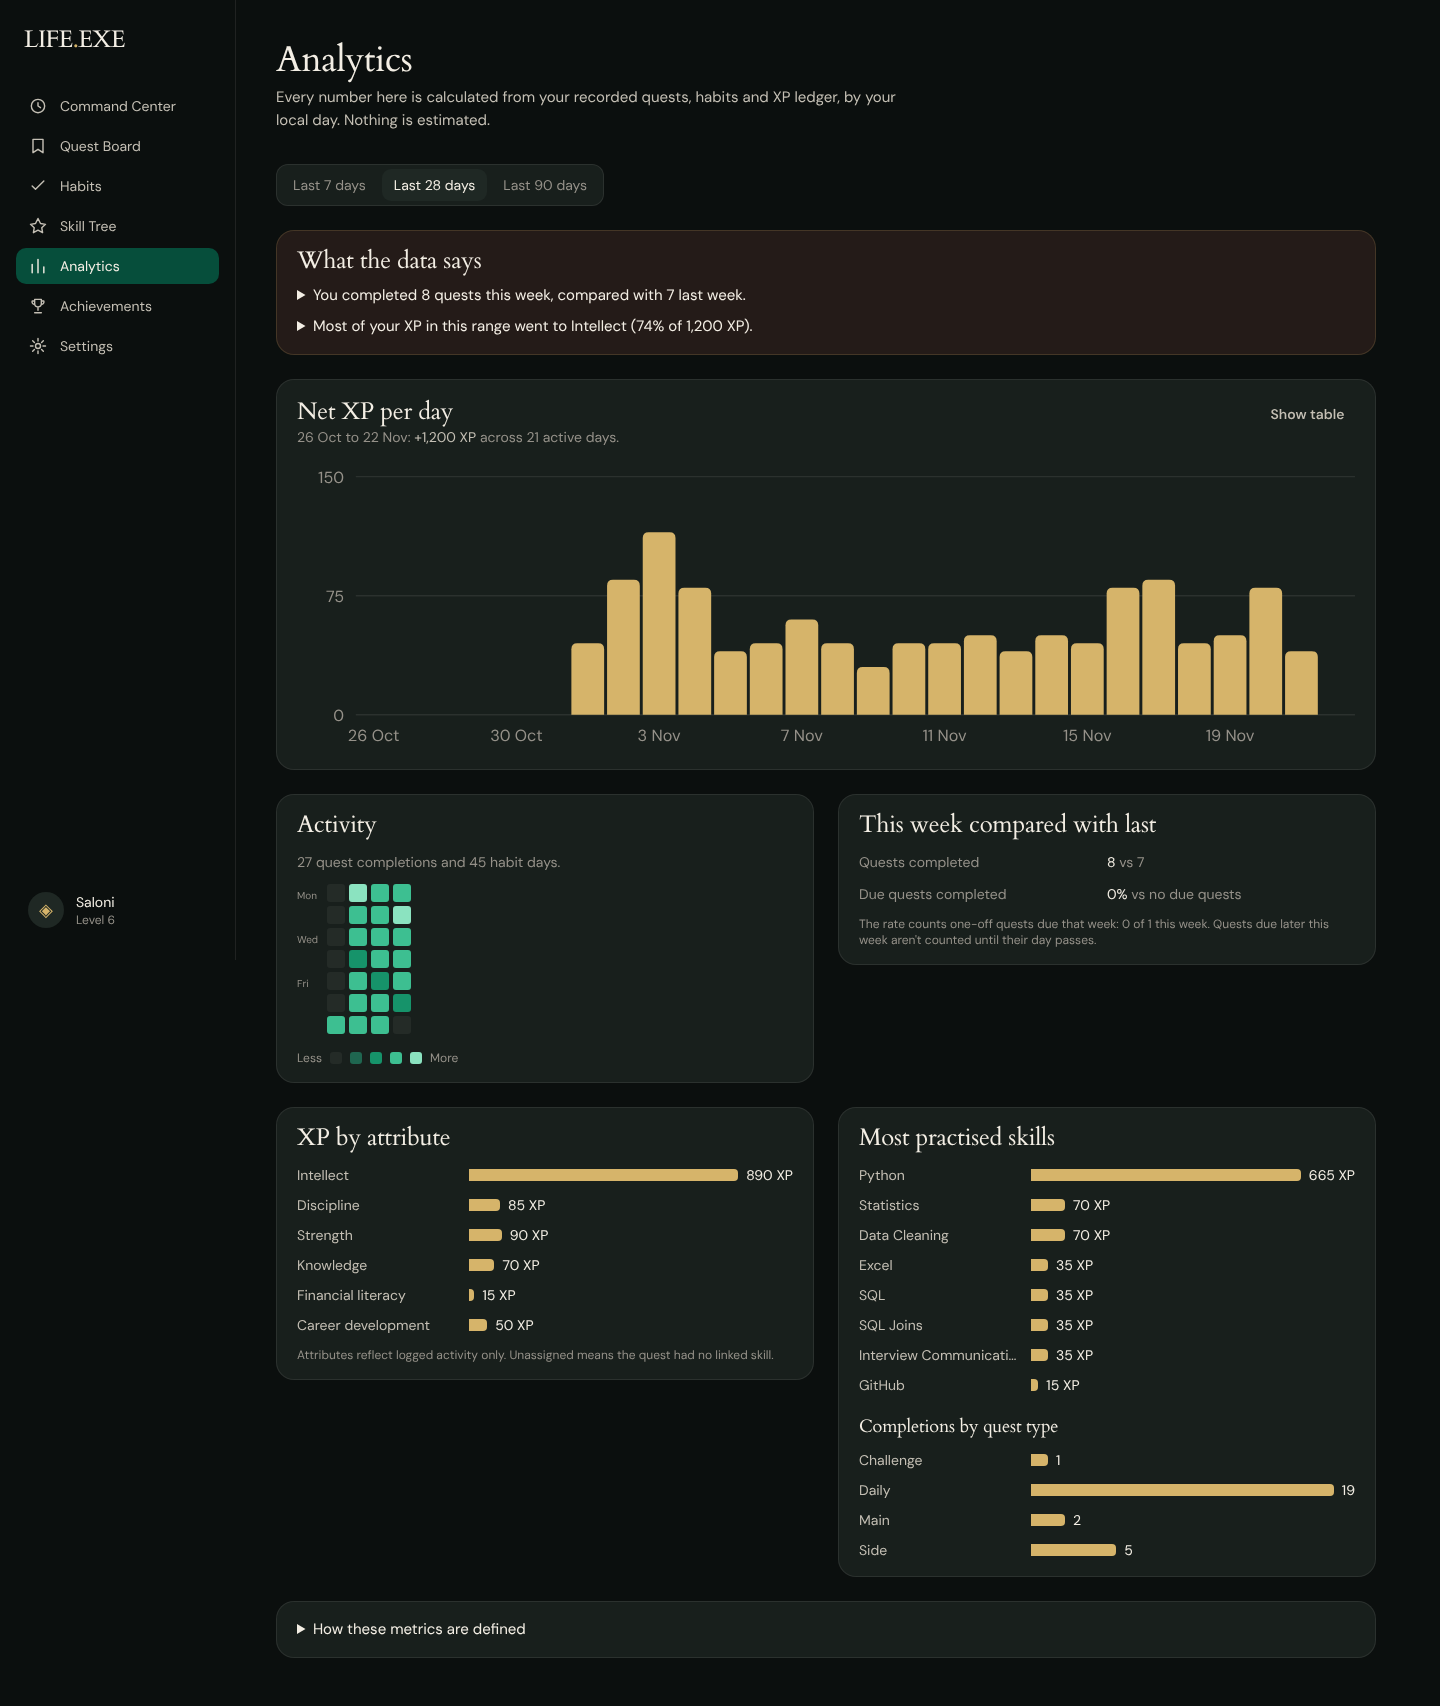 LIFE.EXE
Command Center
Quest Board
Habits
Skill Tree
Analytics
Achievements
Settings
Saloni
Level 6
Analytics
Every number here is calculated from your recorded quests, habits and XP ledger, by your
local day. Nothing is estimated.
Last 7 days
Last 28 days
Last 90 days
What the data says
You completed 8 quests this week, compared with 7 last week.
Most of your XP in this range went to Intellect (74% of 1,200 XP).
Net XP per day
Show table
26 Oct to 22 Nov: +1,200 XP across 21 active days.
150
75
0
26 Oct
30 Oct
3 Nov
7 Nov
11 Nov
15 Nov
19 Nov
Activity
27 quest completions and 45 habit days.
Mon
Wed
Fri
Less
More
This week compared with last
Quests completed 8 vs 7
Due quests completed 0% vs no due quests
The rate counts one-off quests due that week: 0 of 1 this week. Quests due later this
week aren't counted until their day passes.
XP by attribute
Intellect 890 XP
Discipline 85 XP
Strength 90 XP
Knowledge 70 XP
Financial literacy 15 XP
Career development 50 XP
Attributes reflect logged activity only. Unassigned means the quest had no linked skill.
Most practised skills
Python 665 XP
Statistics 70 XP
Data Cleaning 70 XP
Excel 35 XP
SQL 35 XP
SQL Joins 35 XP
Interview Communicati... 35 XP
GitHub 15 XP
Completions by quest type
Challenge 1
Daily 19
Main 2
Side 5
How these metrics are defined